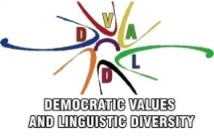 D V A L D
DEMOCRATIC VALUES
AND LINGUISTIC DIVERSITY